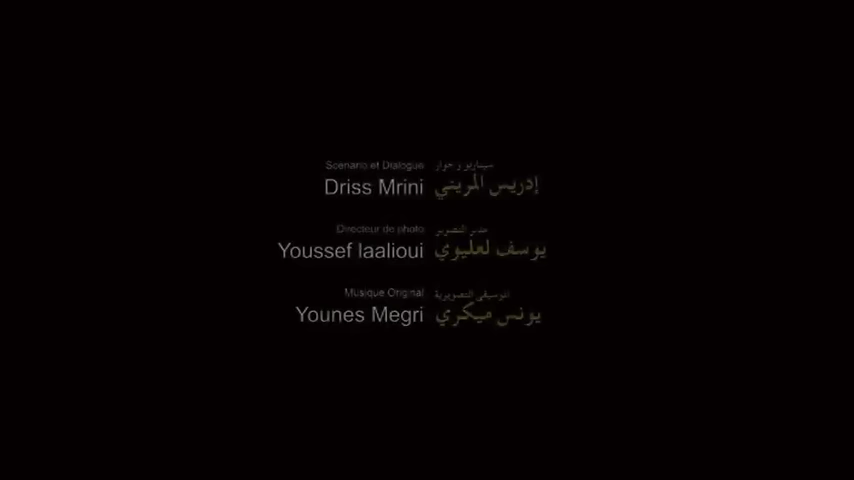 Scenario et Dialogue سيناريو و حوار
Driss Mrini إدريس المريني
Directeur de photo مدير التصوير
Youssef laalioui يوسف لعليوي
Musique Original الموسيقى التصويرية
Younes Megri يونس ميكري